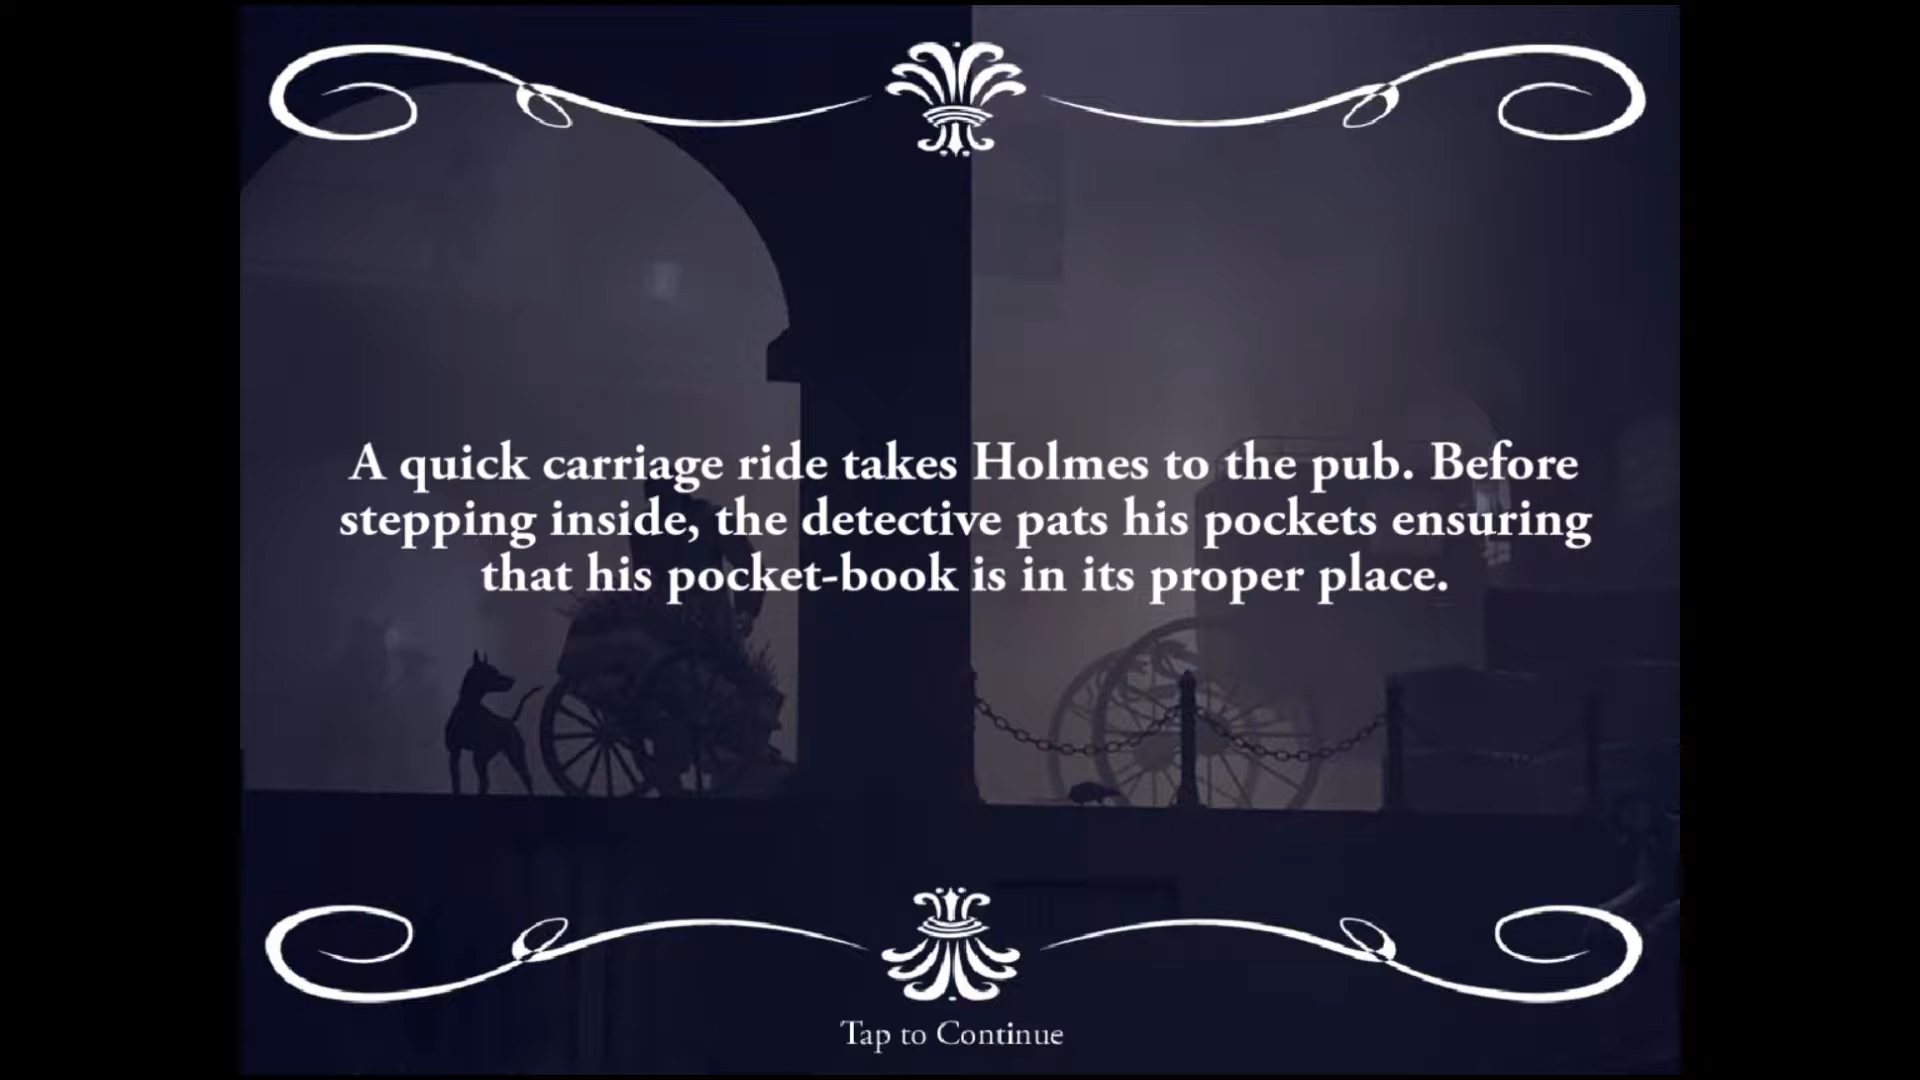 A quick carriage ride takes Holmes to the pub. Before
stepping inside, the detective pats his pockets ensuring
that his pocket-book is in its proper place.
Tap to Continue